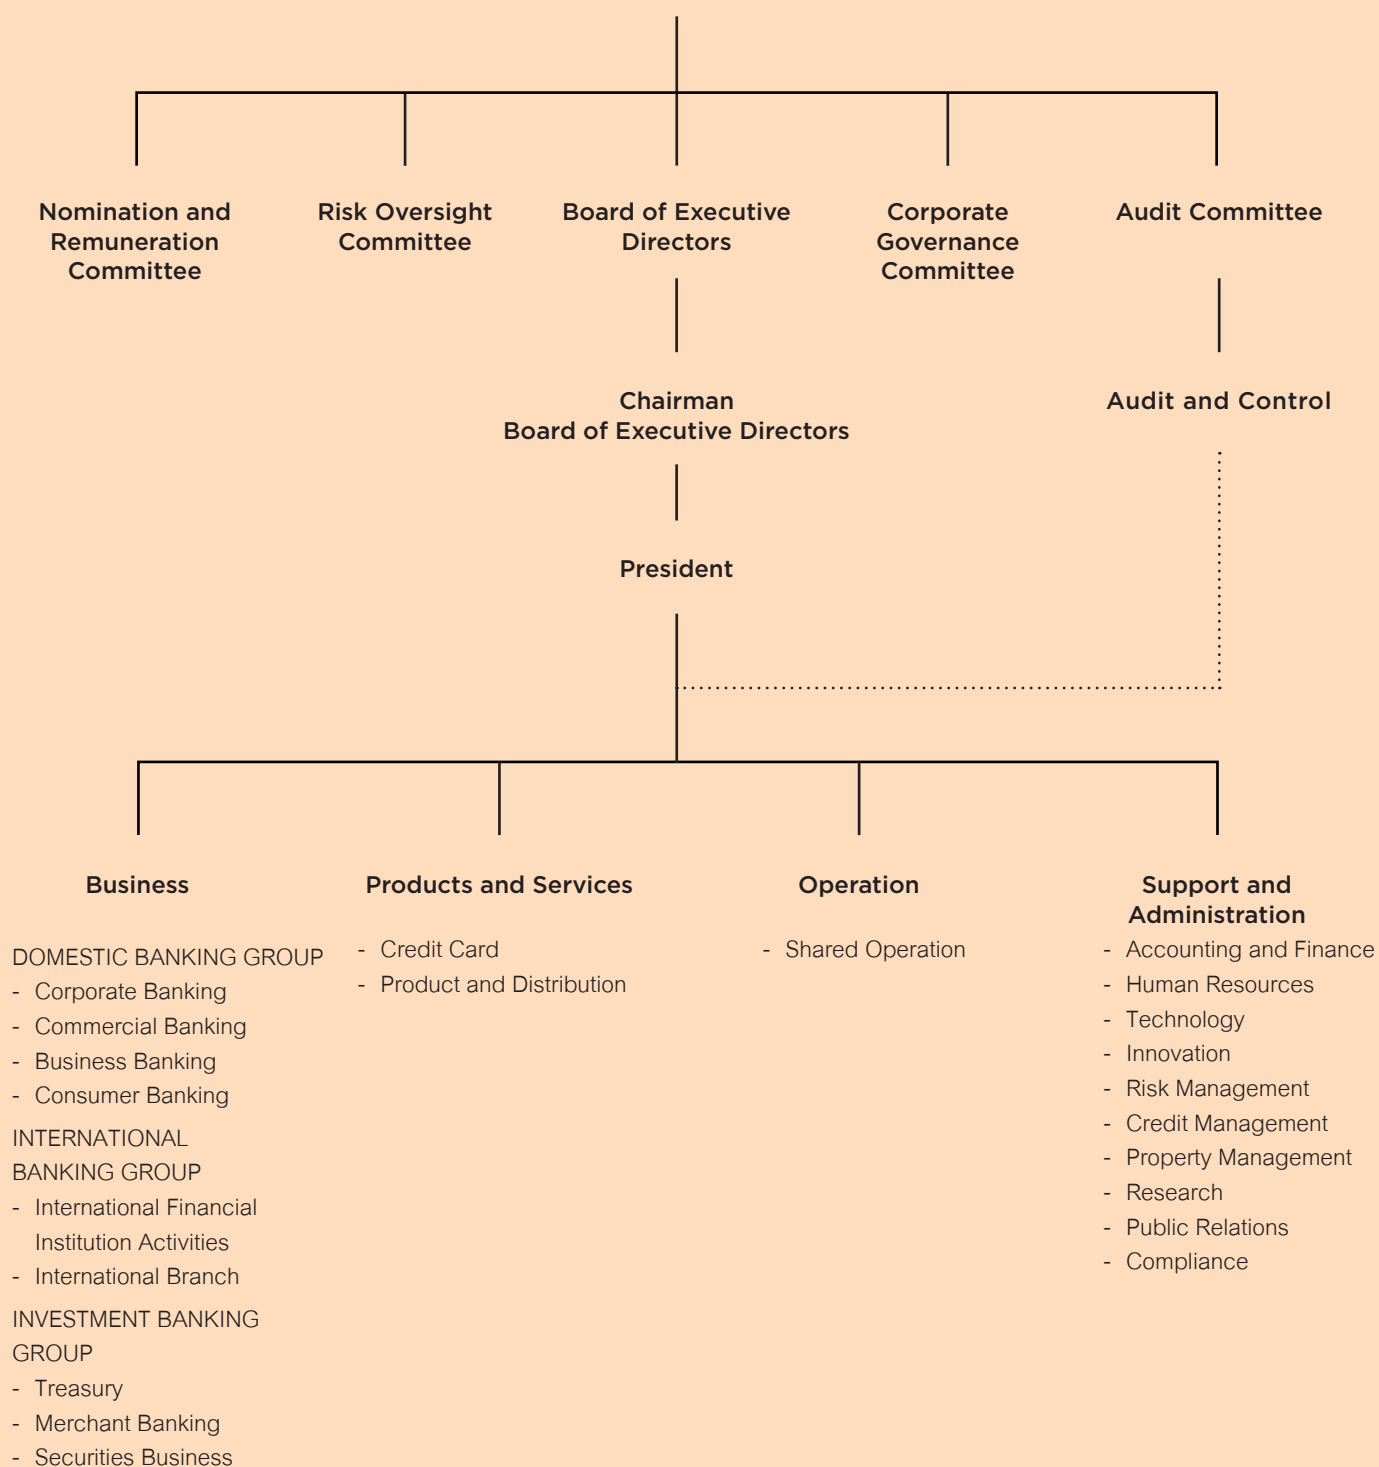 Nomination and
Remuneration
Committee
Risk Oversight
Committee
Board of Executive
Directors
Corporate
Governance
Committee
Audit Committee
Chairman
Board of Executive Directors
Audit and Control
President
Business
DOMESTIC BANKING GROUP
- Corporate Banking
- Commercial Banking
- Business Banking
- Consumer Banking
INTERNATIONAL
BANKING GROUP
- International Financial
Institution Activities
- International Branch
INVESTMENT BANKING
GROUP
- Treasury
- Merchant Banking
- Securities Business
Products and Services
- Credit Card
- Product and Distribution
Operation
- Shared Operation
Support and
Administration
- Accounting and Finance
- Human Resources
- Technology
- Innovation
- Risk Management
- Credit Management
- Property Management
- Research
- Public Relations
- Compliance